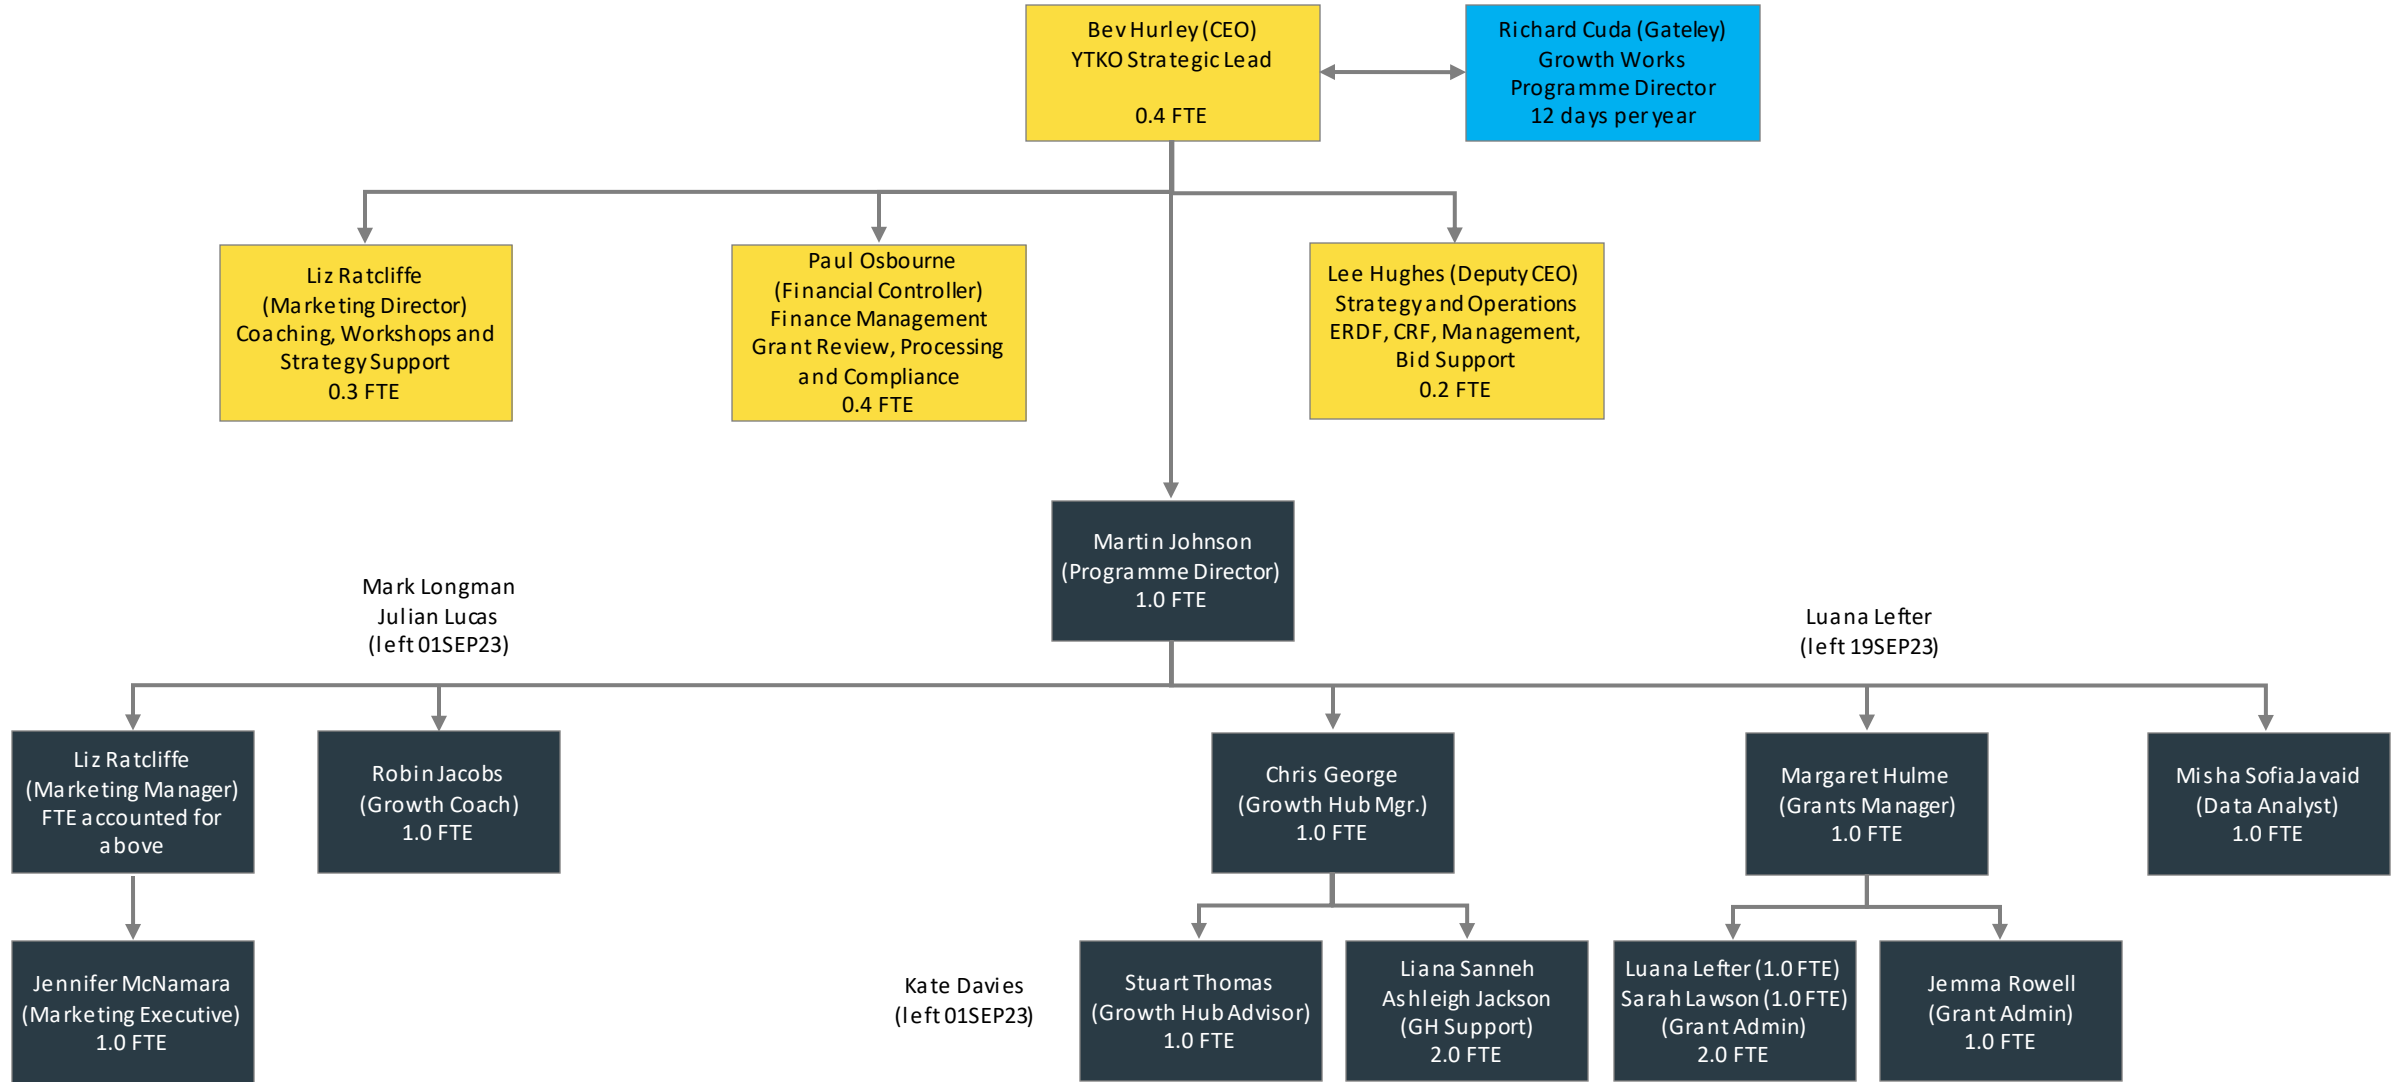 Bev Hurley (CEO)
YTKO Strategic Lead
0.4 FTE
Richard Cuda (Gateley)
Growth Works
Programme Director
12 days per year
Liz Ratcliffe
(Marketing Director)
Coaching, Workshops and
Strategy Support
0.3 FTE
Paul Osbourne
(Financial Controller)
Finance Management
Grant Review, Processing
and Compliance
0.4 FTE
Lee Hughes (Deputy CEO)
Strategy and Operations
ERDF, CRF, Management,
Bid Support
0.2 FTE
Martin Johnson
(Programme Director)
1.0 FTE
Mark Longman
Julian Lucas
(left 01SEP23)
Luana Lefter
(left 19SEP23)
Liz Ratcliffe
(Marketing Manager)
FTE accounted for
above
Robin Jacobs
(Growth Coach)
1.0 FTE
Chris George
(Growth Hub Mgr.)
1.0 FTE
Margaret Hulme
(Grants Manager)
1.0 FTE
Misha Sofia Javaid
(Data Analyst)
1.0 FTE
Jennifer McNamara
(Marketing Executive)
1.0 FTE
Kate Davies
(left 01SEP23)
Stuart Thomas
(Growth Hub Advisor)
1.0 FTE
Liana Sanneh
Ashleigh Jackson
(GH Support)
2.0 FTE
Luana Lefter (1.0 FTE)
Sarah Lawson (1.0 FTE)
(Grant Admin)
2.0 FTE
Jemma Rowell
(Grant Admin)
1.0 FTE